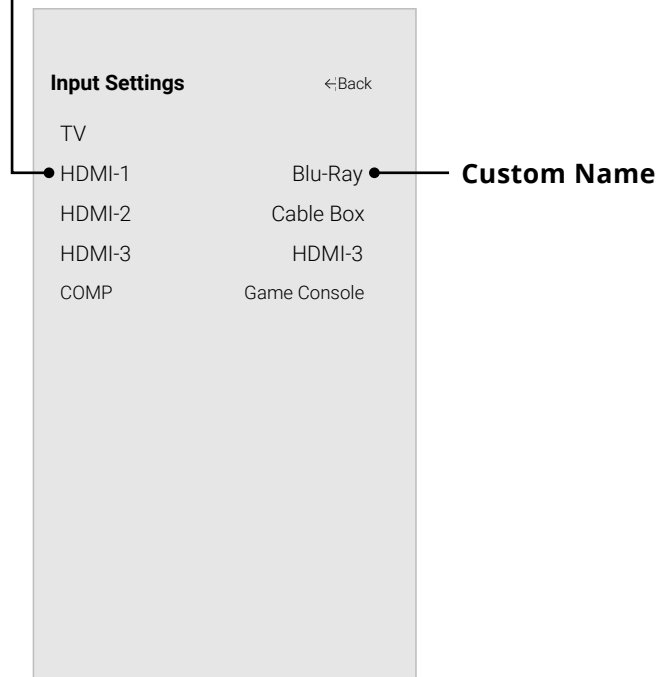 Input Settings ←Back
TV
HDMI-1 Blu-Ray Custom Name
HDMI-2 Cable Box
HDMI-3 HDMI-3
COMP Game Console